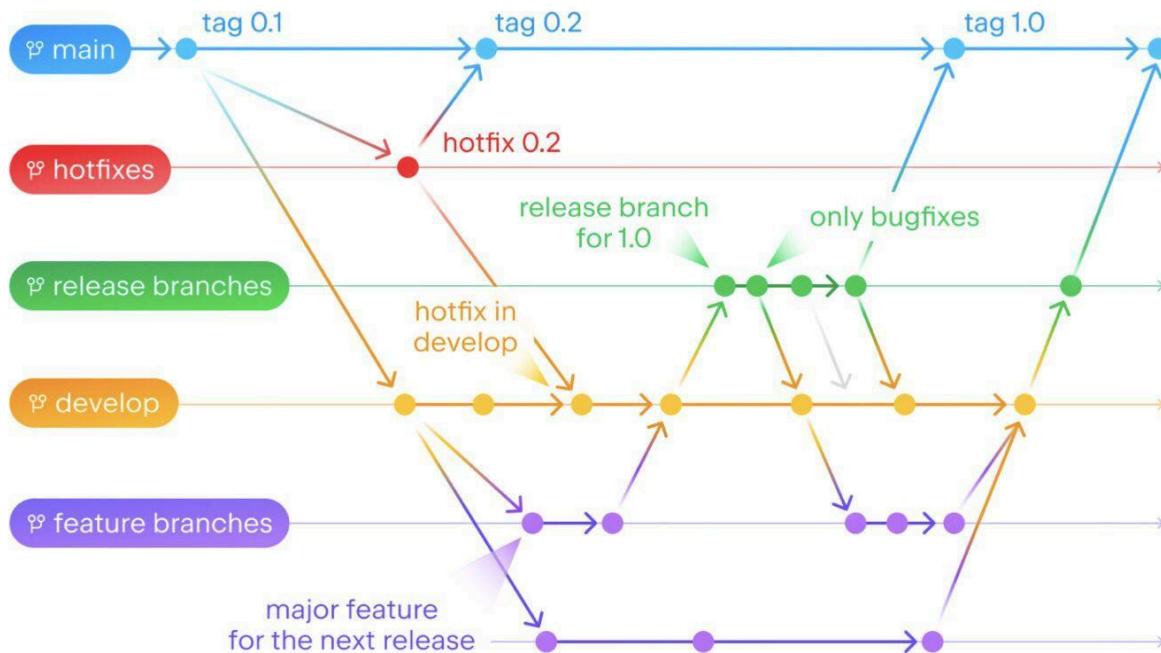 tag 0.1
tag 0.2
tag 1.0
main
hotfix 0.2
hotfixes
release branch
for 1.0
only bugfixes
release branches
hotfix in
develop
develop
feature branches
major feature
for the next release